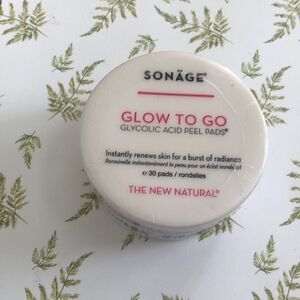 SONÄGE®
GLOW TO GO
GLYCOLIC ACID PEEL PADS®
Instantly renews skin for a burst of radiance
Renouvelle instantanément la peau pour un éclat immédiat
℮ 30 pads / rondelles
THE NEW NATURAL®